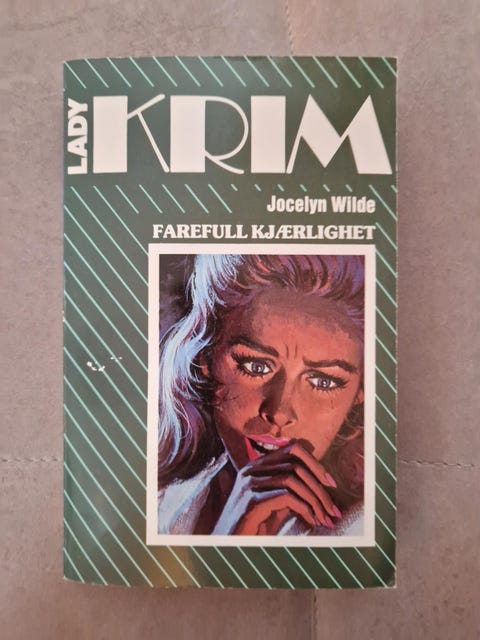 LADY
KRIM
Jocelyn Wilde
FAREFULL KJÆRLIGHET